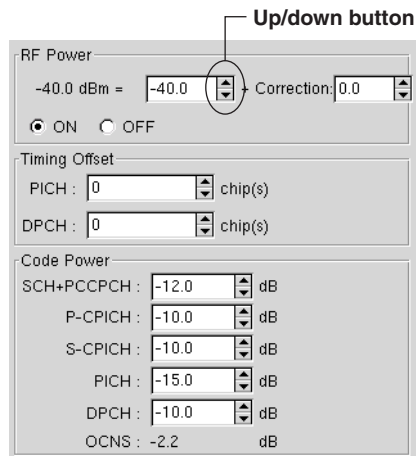 Up/down button
RF Power
-40.0 dBm = -40.0 + Correction: 0.0
ON OFF
Timing Offset
PICH : 0 chip(s)
DPCH : 0 chip(s)
Code Power
SCH+PCCPCH : -12.0 dB
P-CPICH : -10.0 dB
S-CPICH : -10.0 dB
PICH : -15.0 dB
DPCH : -10.0 dB
OCNS : -2.2 dB